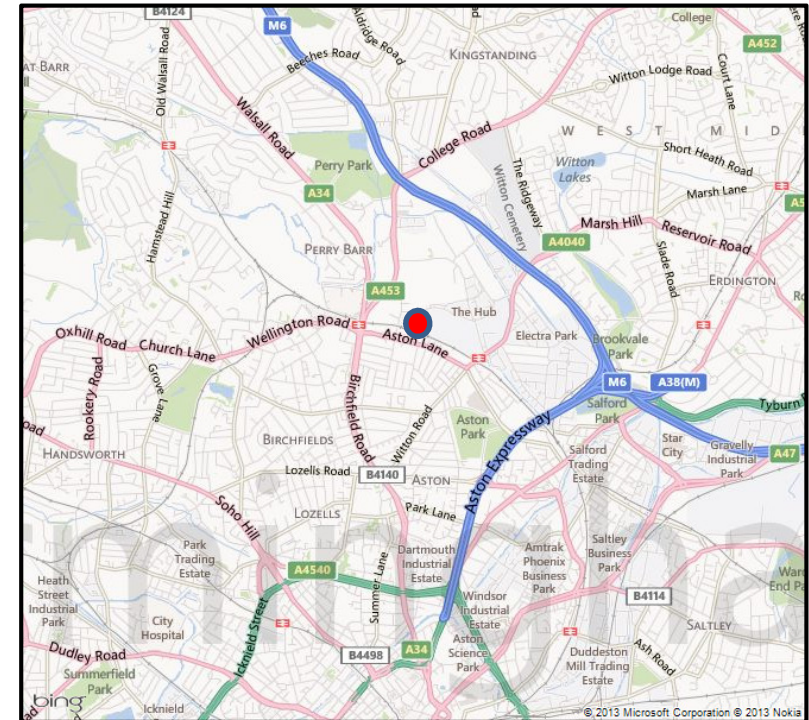 B4124
M6
Aldridge Road
College
A452
Beeches Road
KINGSTANDING
AT BARR
Old Walsall Road
Witton Lodge Road
Court Lane
Walsall Road
WEST MID
College Road
Short Heath Road
Perry Park
The Ridgeway
Witton
Lakes
Marsh Lane
A34
A5
Witton Cemetery
Hamstead Hill
Marsh Hill
Reservoir Road
A4040
PERRY BARR
Slade Road
ERDINGTON
A453
The Hub
Wellington Road
Aston Lane
Electra Park
Oxhill Road
Church Lane
Brookvale
Park
Rookery Road
Grove Lane
Birchfield Road
M6
A38(M)
Salford
Park
Tyburn
Aston
Park
Witton Road
Aston Expressway
Star
City
BIRCHFIELDS
HANDSWORTH
Salford
Trading
Estate
Gravelly
Industrial
Park
A47
Lozells Road
B4140
ASTON
Soho Hill
LOZELLS
Park Lane
rmingha
Park
Trading
Estate
Dartmouth
Industrial
Estate
Amtrak
Phoenix
Business
Park
Saltley
Business
Park
A4540
Summer Lane
Heath
Street
Industrial
Park
Windsor
Industrial
Estate
B4114
End Pa
City
Hospital
Icknield Street
SALTLEY
Aston
Science
Park
Dudley Road
A34
Duddeston
Mill Trading
Estate
Ash Road
B4498
Summerfield
Park
bing
Icknield
© 2013 Microsoft Corporation © 2013 Nokia